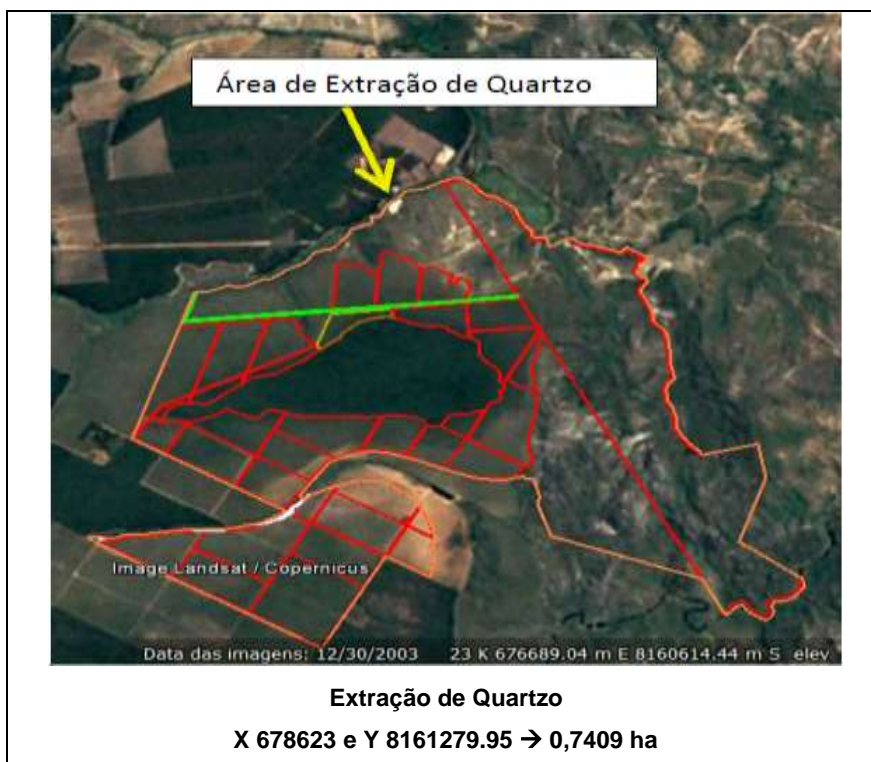 Área de Extração de Quartzo
Image Landsat / Copernicus
Data das imagens: 12/30/2003 23 K 676689.04 m E 8160614.44 m S elev
Extração de Quartzo
X 678623 e Y 8161279.95 → 0,7409 ha